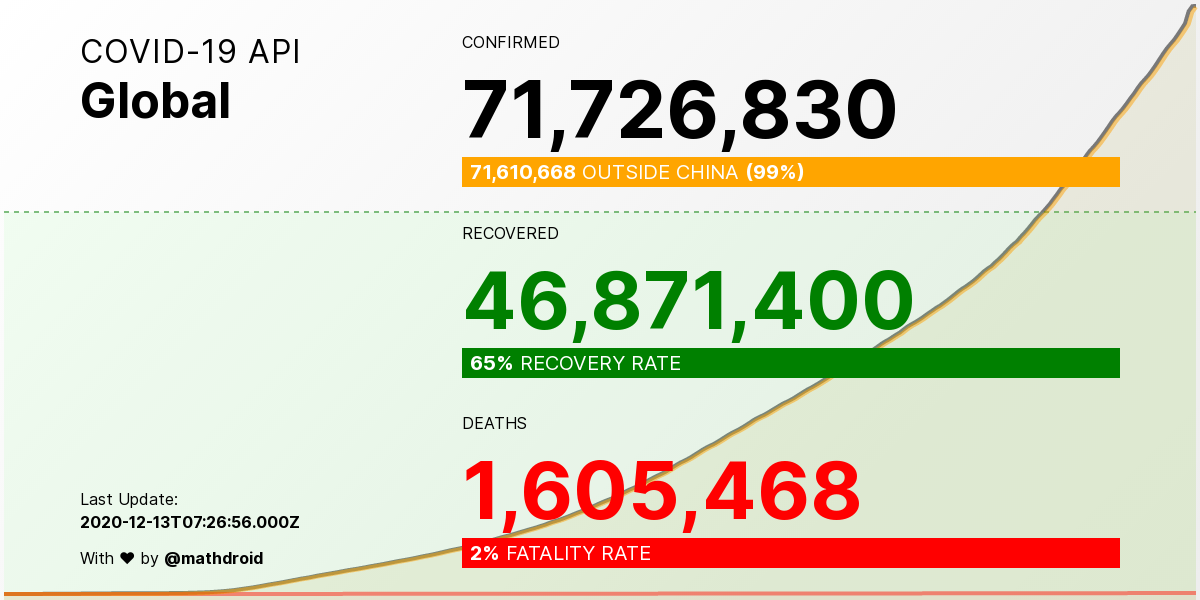 COVID-19 API
Global
CONFIRMED
71,726,830
71,610,668 OUTSIDE CHINA (99%)
RECOVERED
46,871,400
65% RECOVERY RATE
DEATHS
1,605,468
2% FATALITY RATE
Last Update:
2020-12-13T07:26:56.000Z
With ♥ by @mathdroid